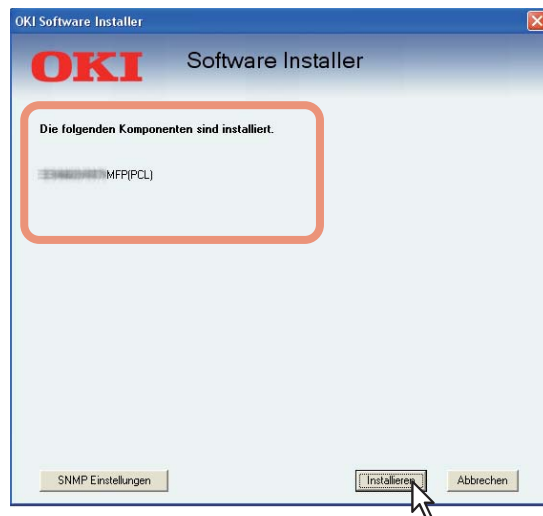 OKI Software Installer
OKI
Software Installer
Die folgenden Komponenten sind installiert.
MFP(PCL)
SNMP Einstellungen
Installieren
Abbrechen